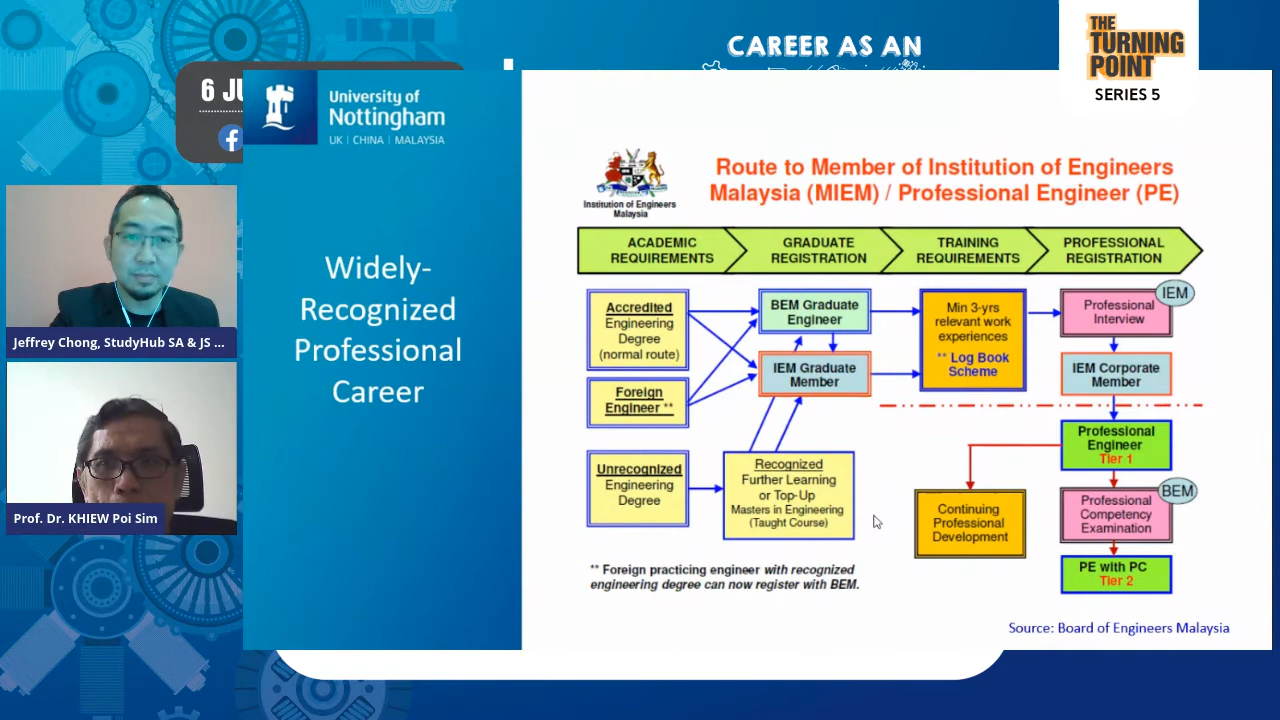 CAREER AS AN
THE
TURNING
POINT
SERIES 5
6 JU
University of
Nottingham
UK | CHINA | MALAYSIA
Widely-
Recognized
Professional
Career
Jeffrey Chong, StudyHub SA & JS ...
Prof. Dr. KHIEW Poi Sim
Institution of Engineers
Malaysia
Route to Member of Institution of Engineers
Malaysia (MIEM) / Professional Engineer (PE)
ACADEMIC
REQUIREMENTS
GRADUATE
REGISTRATION
TRAINING
REQUIREMENTS
PROFESSIONAL
REGISTRATION
Accredited
Engineering
Degree
(normal route)
Foreign
Engineer **
Unrecognized
Engineering
Degree
BEM Graduate
Engineer
IEM Graduate
Member
Recognized
Further Learning
or Top-Up
Masters in Engineering
(Taught Course)
Min 3-yrs
relevant work
experiences
** Log Book
Scheme
IEM
Professional
Interview
IEM Corporate
Member
Professional
Engineer
Tier 1
BEM
Professional
Competency
Examination
PE with PC
Tier 2
Continuing
Professional
Development
** Foreign practicing engineer with recognized
engineering degree can now register with BEM.
Source: Board of Engineers Malaysia